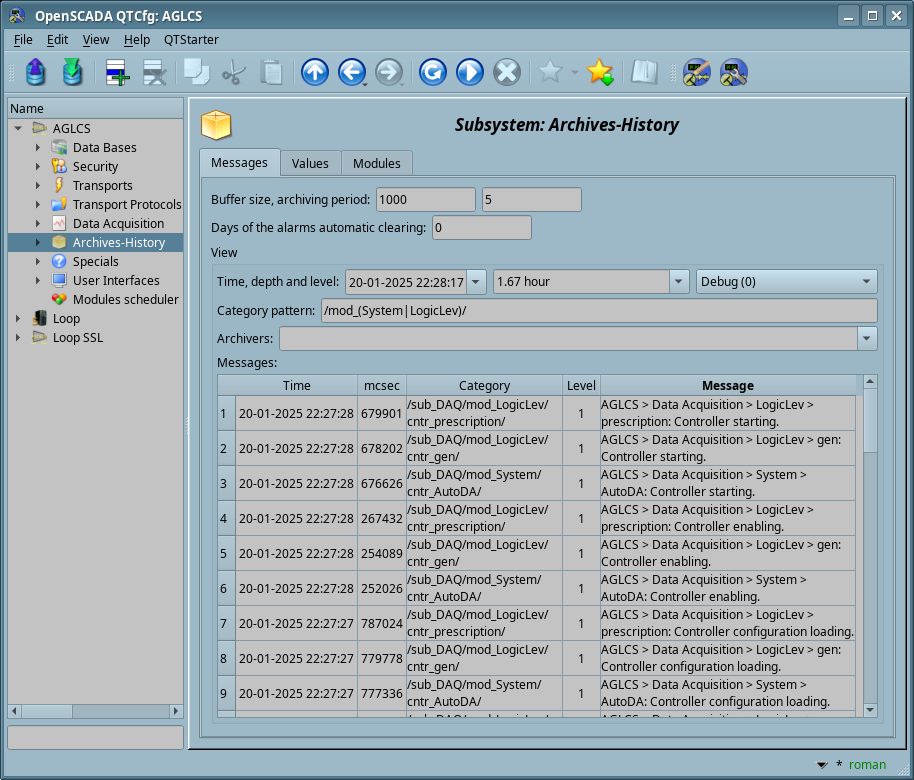 OpenSCADA QTCfg: AGLCS
File Edit View Help QTStarter
Name
AGLCS
Data Bases
Security
Transports
Transport Protocols
Data Acquisition
Archives-History
Specials
User Interfaces
Modules scheduler
Loop
Loop SSL
Subsystem: Archives-History
Messages Values Modules
Buffer size, archiving period: 1000 5
Days of the alarms automatic clearing: 0
View
Time, depth and level: 20-01-2025 22:28:17 1.67 hour Debug (0)
Category pattern: /mod_(System|LogicLev)/
Archivers:
Messages:
Time mcsec Category Level Message
1 20-01-2025 22:27:28 679901 /sub_DAQ/mod_LogicLev/ 1 AGLCS > Data Acquisition > LogicLev >
cntr_prescription/ prescription: Controller starting.
2 20-01-2025 22:27:28 678202 /sub_DAQ/mod_LogicLev/ 1 AGLCS > Data Acquisition > LogicLev > gen:
cntr_gen/ Controller starting.
3 20-01-2025 22:27:28 676626 /sub_DAQ/mod_System/ 1 AGLCS > Data Acquisition > System >
cntr_AutoDA/ AutoDA: Controller starting.
4 20-01-2025 22:27:28 267432 /sub_DAQ/mod_LogicLev/ 1 AGLCS > Data Acquisition > LogicLev >
cntr_prescription/ prescription: Controller enabling.
5 20-01-2025 22:27:28 254089 /sub_DAQ/mod_LogicLev/ 1 AGLCS > Data Acquisition > LogicLev > gen:
cntr_gen/ Controller enabling.
6 20-01-2025 22:27:28 252026 /sub_DAQ/mod_System/ 1 AGLCS > Data Acquisition > System >
cntr_AutoDA/ AutoDA: Controller enabling.
7 20-01-2025 22:27:27 787024 /sub_DAQ/mod_LogicLev/ 1 AGLCS > Data Acquisition > LogicLev >
cntr_prescription/ prescription: Controller configuration loading.
8 20-01-2025 22:27:27 779778 /sub_DAQ/mod_LogicLev/ 1 AGLCS > Data Acquisition > LogicLev > gen:
cntr_gen/ Controller configuration loading.
9 20-01-2025 22:27:27 777336 /sub_DAQ/mod_System/ 1 AGLCS > Data Acquisition > System >
cntr_AutoDA/ AutoDA: Controller configuration loading.
* roman